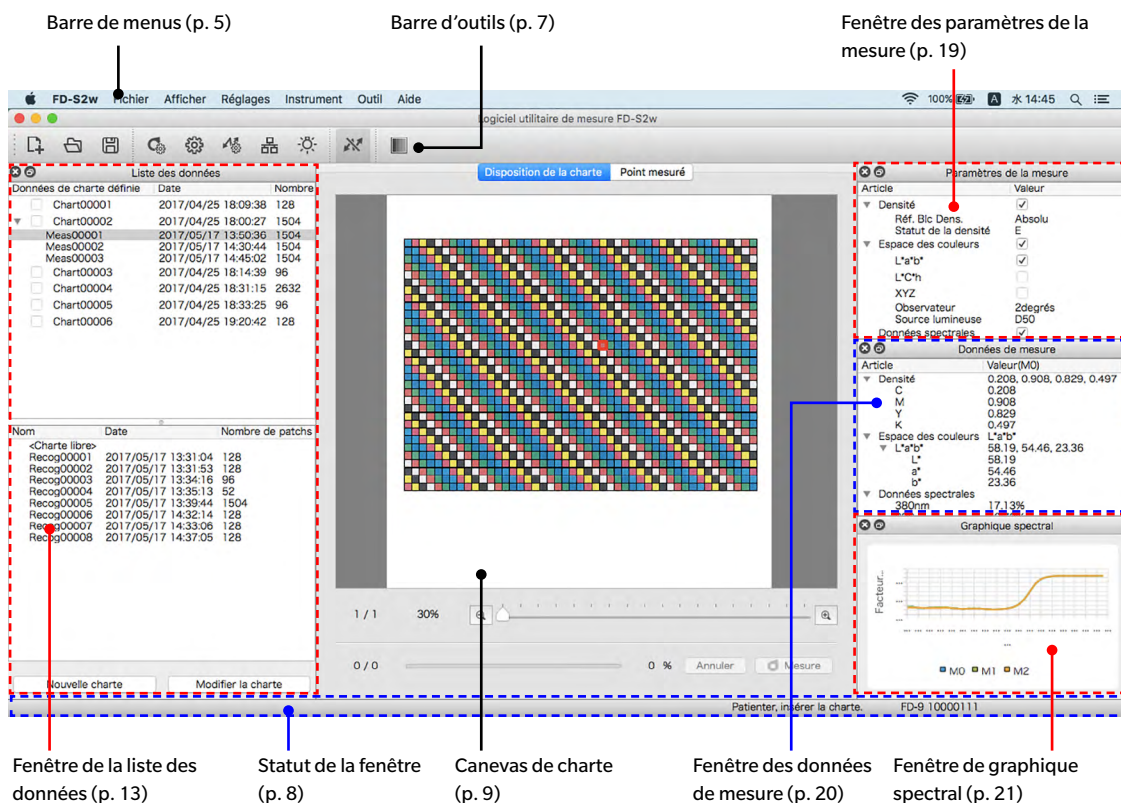 Barre de menus (p. 5)
Barre d'outils (p. 7)
Fenêtre des paramètres de la
mesure (p. 19)
FD-S2w Fichier Afficher Réglages Instrument Outil Aide
100% A 水 14:45
Logiciel utilitaire de mesure FD-S2w
Liste des données
Données de charte définie Date Nombre
Chart00001 2017/04/25 18:09:38 128
Chart00002 2017/04/25 18:00:27 1504
Meas00001 2017/05/17 13:50:36 1504
Meas00002 2017/05/17 14:30:44 1504
Meas00003 2017/05/17 14:45:02 1504
Chart00003 2017/04/25 18:14:39 96
Chart00004 2017/04/25 18:31:15 2632
Chart00005 2017/04/25 18:33:25 96
Chart00006 2017/04/25 19:20:42 128
Nom Date Nombre de patchs
<Charte libre>
Recog00001 2017/05/17 13:31:04 128
Recog00002 2017/05/17 13:31:53 128
Recog00003 2017/05/17 13:34:16 96
Recog00004 2017/05/17 13:35:13 52
Recog00005 2017/05/17 13:39:44 1504
Recog00006 2017/05/17 14:32:14 128
Recog00007 2017/05/17 14:33:06 128
Recog00008 2017/05/17 14:37:05 128
Nouvelle charte Modifier la charte
Disposition de la charte Point mesuré
1 / 1 30%
0 / 0 0 % Annuler Mesure
Paramètres de la mesure
Article Valeur
Densité
Réf. Blc Dens. Absolu
Statut de la densité E
Espace des couleurs
L*a*b*
L*C*h
XYZ
Observateur 2degrés
Source lumineuse D50
Données spectrales
Données de mesure
Article Valeur(M0)
Densité 0.208, 0.908, 0.829, 0.497
C 0.208
M 0.908
Y 0.829
K 0.497
Espace des couleurs L*a*b*
L*a*b* 58.19, 54.46, 23.36
L* 58.19
a* 54.46
b* 23.36
Données spectrales
380nm 17.13%
Graphique spectral
Facteur...
M0 M1 M2
Patienter, insérer la charte. FD-9 10000111
Fenêtre de la liste des
données (p. 13)
Statut de la fenêtre
(p. 8)
Canevas de charte
(p. 9)
Fenêtre des données
de mesure (p. 20)
Fenêtre de graphique
spectral (p. 21)